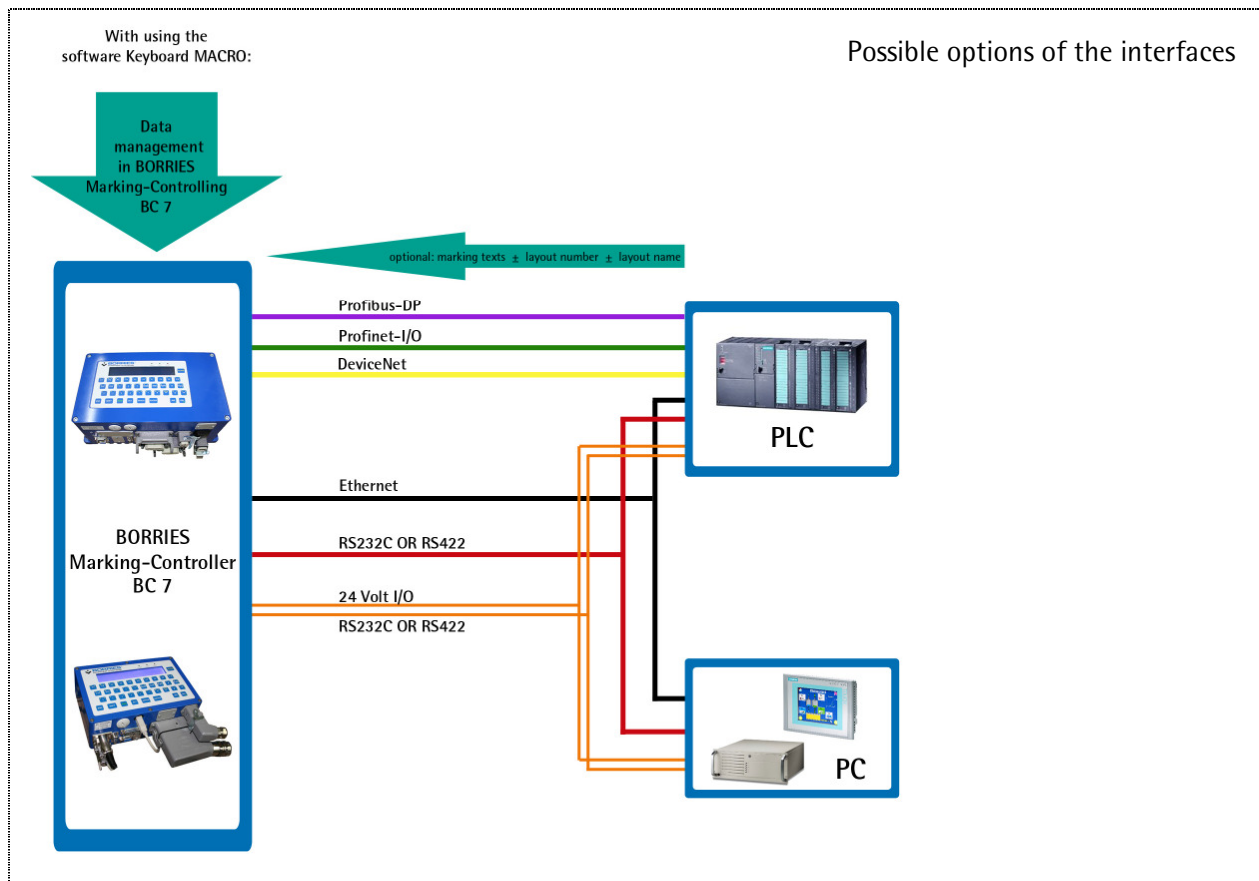 With using the
software Keyboard MACRO:
Possible options of the interfaces
Data
management
in BORRIES
Marking-Controlling
BC 7
optional: marking texts ± layout number ± layout name
Profibus-DP
Profinet-I/O
DeviceNet
PLC
Ethernet
BORRIES
Marking-Controller
BC 7
RS232C OR RS422
24 Volt I/O
RS232C OR RS422
PC